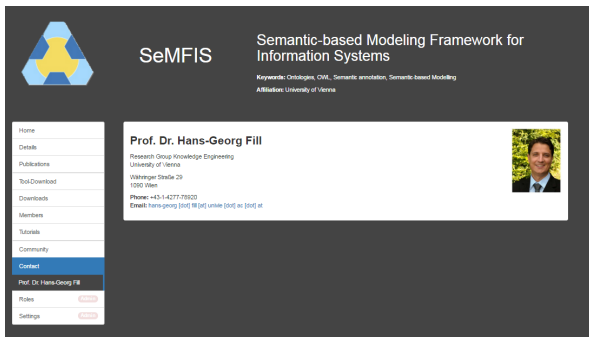 SeMFIS
Semantic-based Modeling Framework for
Information Systems
Keywords: Ontologies, OWL, Semantic annotation, Semantic-based Modelling
Affiliation: University of Vienna
Home
Details
Publications
Tool-Download
Downloads
Members
Tutorials
Community
Contact
Prof. Dr. Hans-Georg Fill
Roles
Settings
Prof. Dr. Hans-Georg Fill
Research Group Knowledge Engineering
University of Vienna
Währinger Straße 29
1090 Wien
Phone: +43-1-4277-78920
Email: hans-georg [dot] fill [at] univie [dot] ac [dot] at